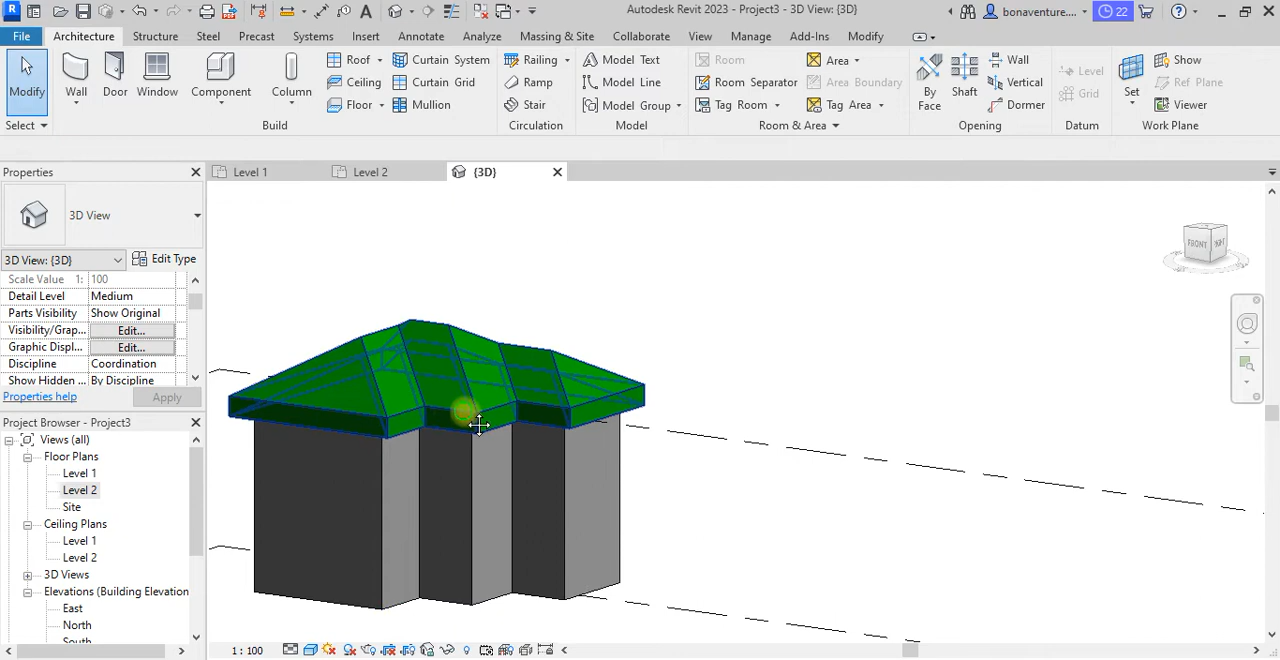 Autodesk Revit 2023 - Project3 - 3D View: {3D}
bonaventure....
22
File Architecture Structure Steel Precast Systems Insert Annotate Analyze Massing & Site Collaborate View Manage Add-Ins Modify
Modify Wall Door Window Component Column
Roof Curtain System
Ceiling Curtain Grid
Floor Mullion
Railing
Ramp
Stair
Model Text
Model Line
Model Group
Room
Room Separator
Tag Room
Area
Area Boundary
Tag Area
By Face Shaft
Wall
Vertical
Dormer
Level
Grid
Set
Show
Ref Plane
Viewer
Select Build Circulation Model Room & Area Opening Datum Work Plane
Properties
Level 1 Level 2 {3D}
3D View
3D View: {3D} Edit Type
Scale Value 1: 100
Detail Level Medium
Parts Visibility Show Original
Visibility/Grap... Edit...
Graphic Displ... Edit...
Discipline Coordination
Show Hidden ... By Discipline
Properties help Apply
Project Browser - Project3
Views (all)
Floor Plans
Level 1
Level 2
Site
Ceiling Plans
Level 1
Level 2
3D Views
Elevations (Building Elevation
East
North
South
FRONT
1 : 100